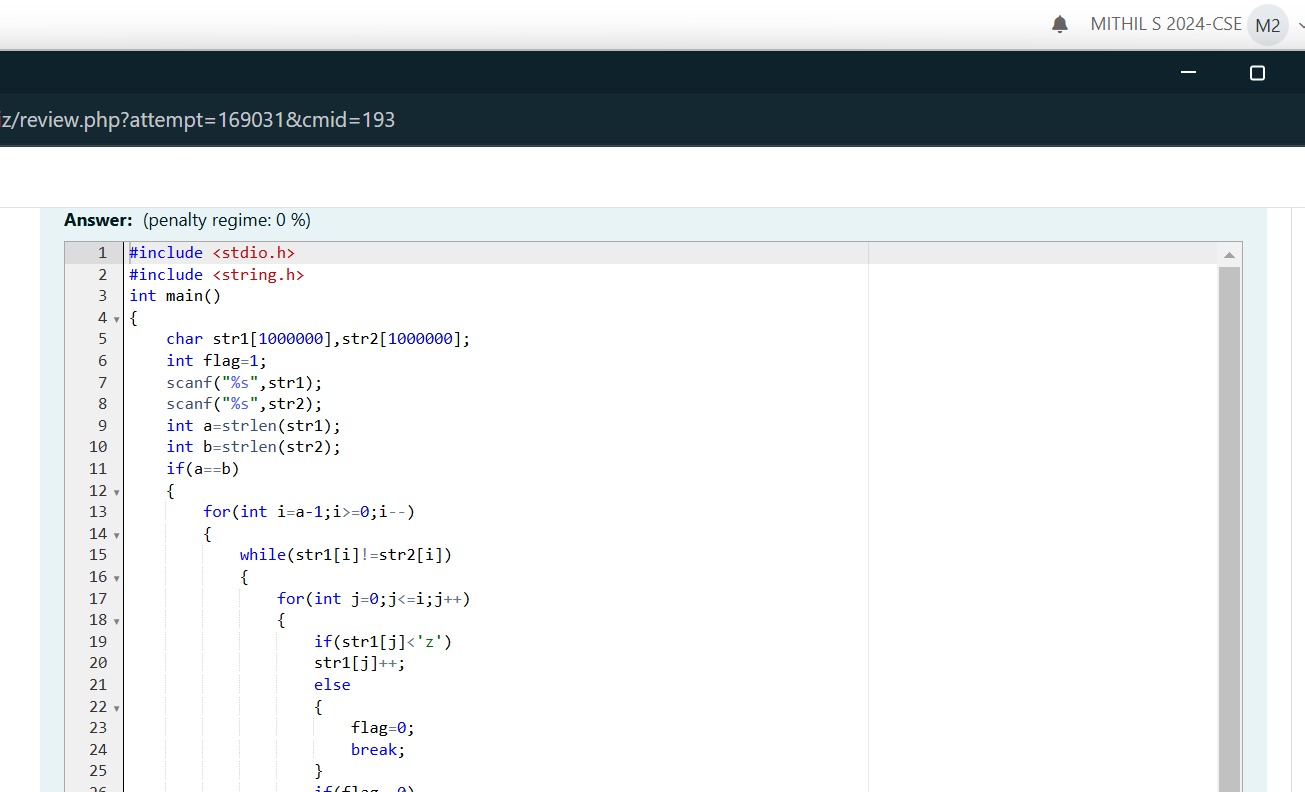 MITHIL S 2024-CSE M2
z/review.php?attempt=169031&cmid=193
Answer: (penalty regime: 0 %)
1 #include <stdio.h>
2 #include <string.h>
3 int main()
4 {
5 char str1[1000000],str2[1000000];
6 int flag=1;
7 scanf("%s",str1);
8 scanf("%s",str2);
9 int a=strlen(str1);
10 int b=strlen(str2);
11 if(a==b)
12 {
13 for(int i=a-1;i>=0;i--)
14 {
15 while(str1[i]!=str2[i])
16 {
17 for(int j=0;j<=i;j++)
18 {
19 if(str1[j]<'z')
20 str1[j]++;
21 else
22 {
23 flag=0;
24 break;
25 }